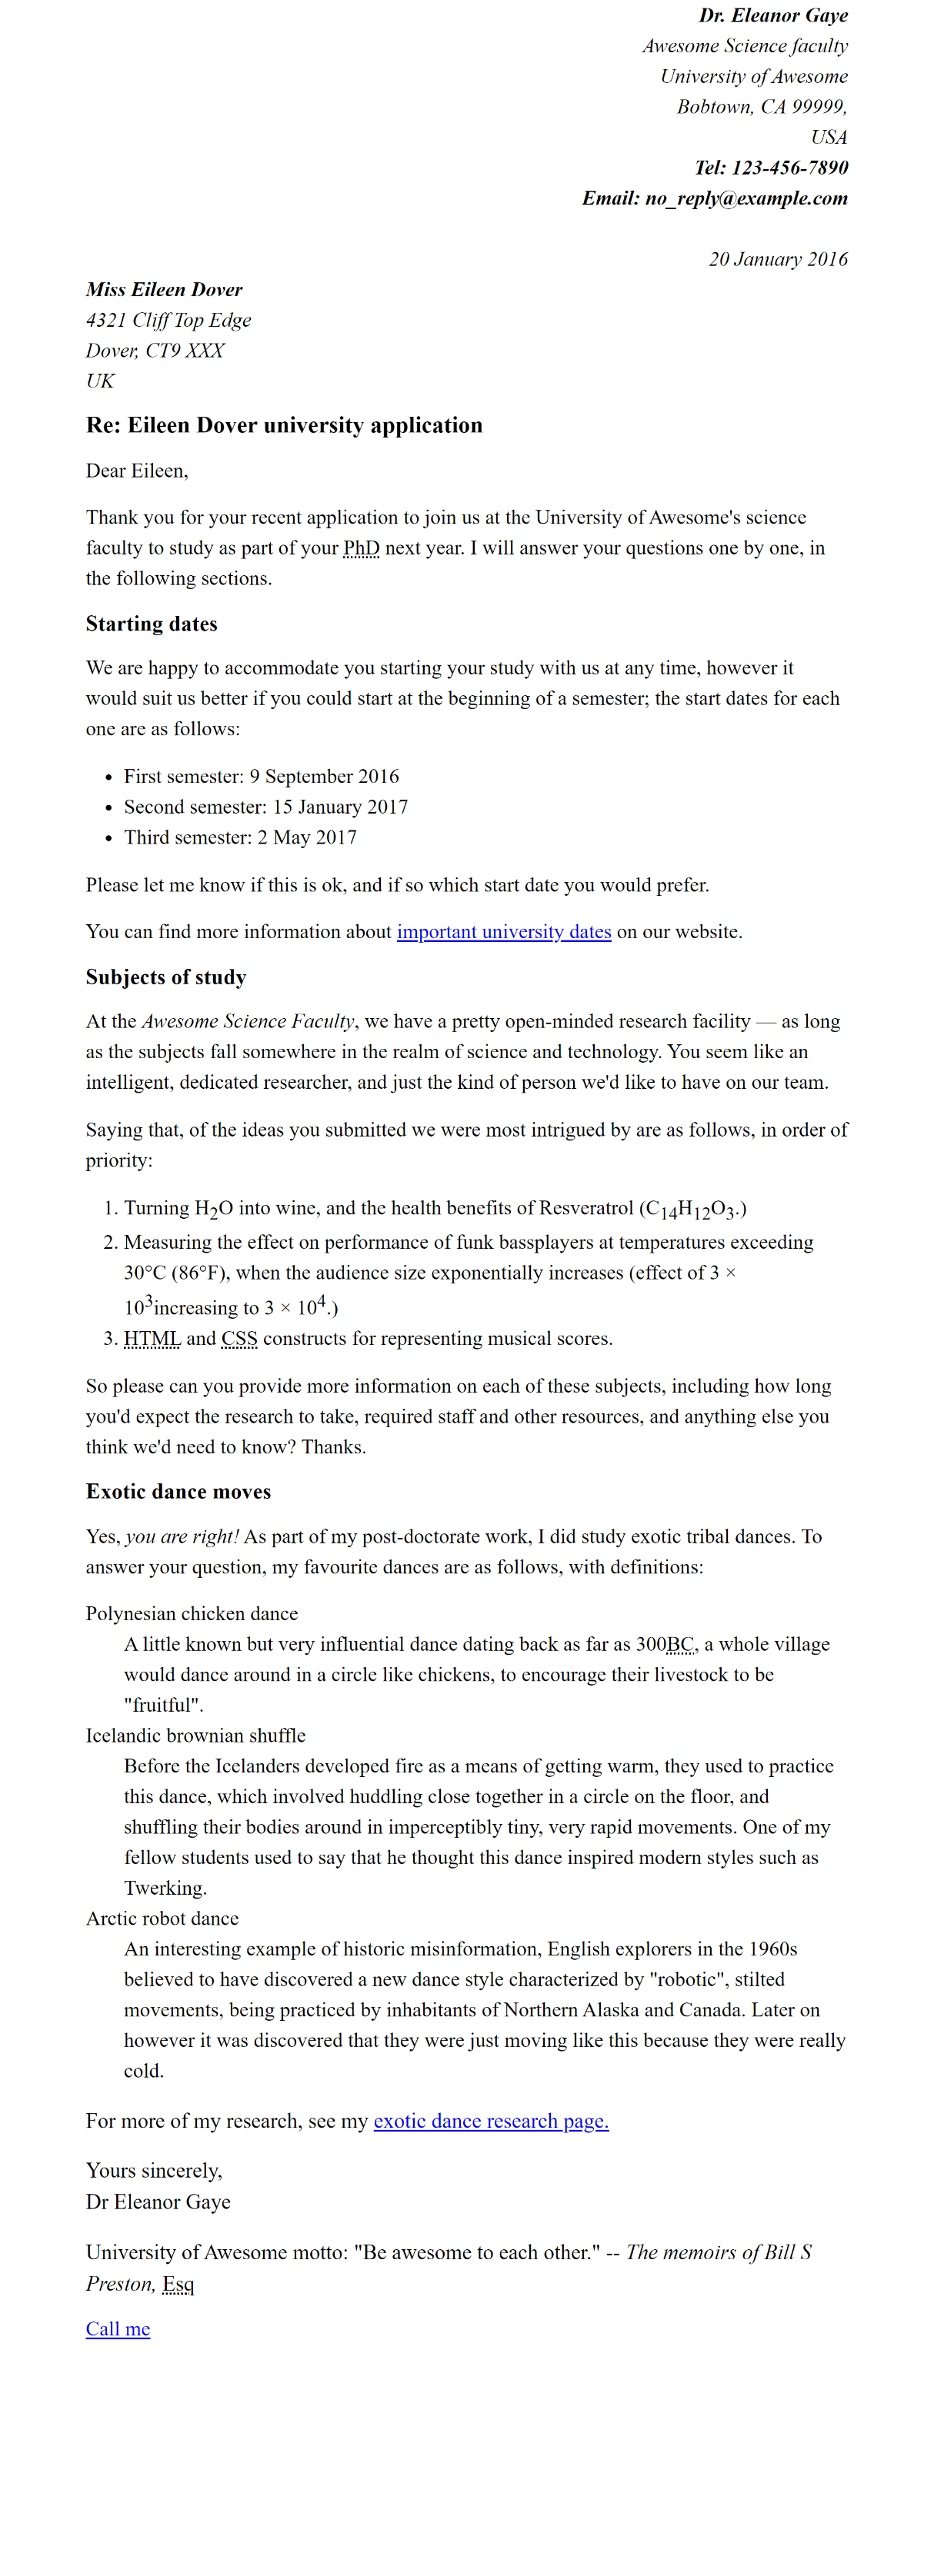 Dr. Eleanor Gaye
Awesome Science faculty
University of Awesome
Bobtown, CA 99999,
USA
Tel: 123-456-7890
Email: no_reply@example.com
20 January 2016
Miss Eileen Dover
4321 Cliff Top Edge
Dover, CT9 XXX
UK
Re: Eileen Dover university application
Dear Eileen,
Thank you for your recent application to join us at the University of Awesome's science
faculty to study as part of your PhD next year. I will answer your questions one by one, in
the following sections.
Starting dates
We are happy to accommodate you starting your study with us at any time, however it
would suit us better if you could start at the beginning of a semester; the start dates for each
one are as follows:
• First semester: 9 September 2016
• Second semester: 15 January 2017
• Third semester: 2 May 2017
Please let me know if this is ok, and if so which start date you would prefer.
You can find more information about important university dates on our website.
Subjects of study
At the Awesome Science Faculty, we have a pretty open-minded research facility — as long
as the subjects fall somewhere in the realm of science and technology. You seem like an
intelligent, dedicated researcher, and just the kind of person we'd like to have on our team.
Saying that, of the ideas you submitted we were most intrigued by are as follows, in order of
priority:
1. Turning H₂O into wine, and the health benefits of Resveratrol (C₁₄H₁₂O₃.)
2. Measuring the effect on performance of funk bassplayers at temperatures exceeding
30°C (86°F), when the audience size exponentially increases (effect of 3 ×
10³increasing to 3 × 10⁴.)
3. HTML and CSS constructs for representing musical scores.
So please can you provide more information on each of these subjects, including how long
you'd expect the research to take, required staff and other resources, and anything else you
think we'd need to know? Thanks.
Exotic dance moves
Yes, you are right! As part of my post-doctorate work, I did study exotic tribal dances. To
answer your question, my favourite dances are as follows, with definitions:
Polynesian chicken dance
A little known but very influential dance dating back as far as 300BC, a whole village
would dance around in a circle like chickens, to encourage their livestock to be
"fruitful".
Icelandic brownian shuffle
Before the Icelanders developed fire as a means of getting warm, they used to practice
this dance, which involved huddling close together in a circle on the floor, and
shuffling their bodies around in imperceptibly tiny, very rapid movements. One of my
fellow students used to say that he thought this dance inspired modern styles such as
Twerking.
Arctic robot dance
An interesting example of historic misinformation, English explorers in the 1960s
believed to have discovered a new dance style characterized by "robotic", stilted
movements, being practiced by inhabitants of Northern Alaska and Canada. Later on
however it was discovered that they were just moving like this because they were really
cold.
For more of my research, see my exotic dance research page.
Yours sincerely,
Dr Eleanor Gaye
University of Awesome motto: "Be awesome to each other." -- The memoirs of Bill S
Preston, Esq
Call me